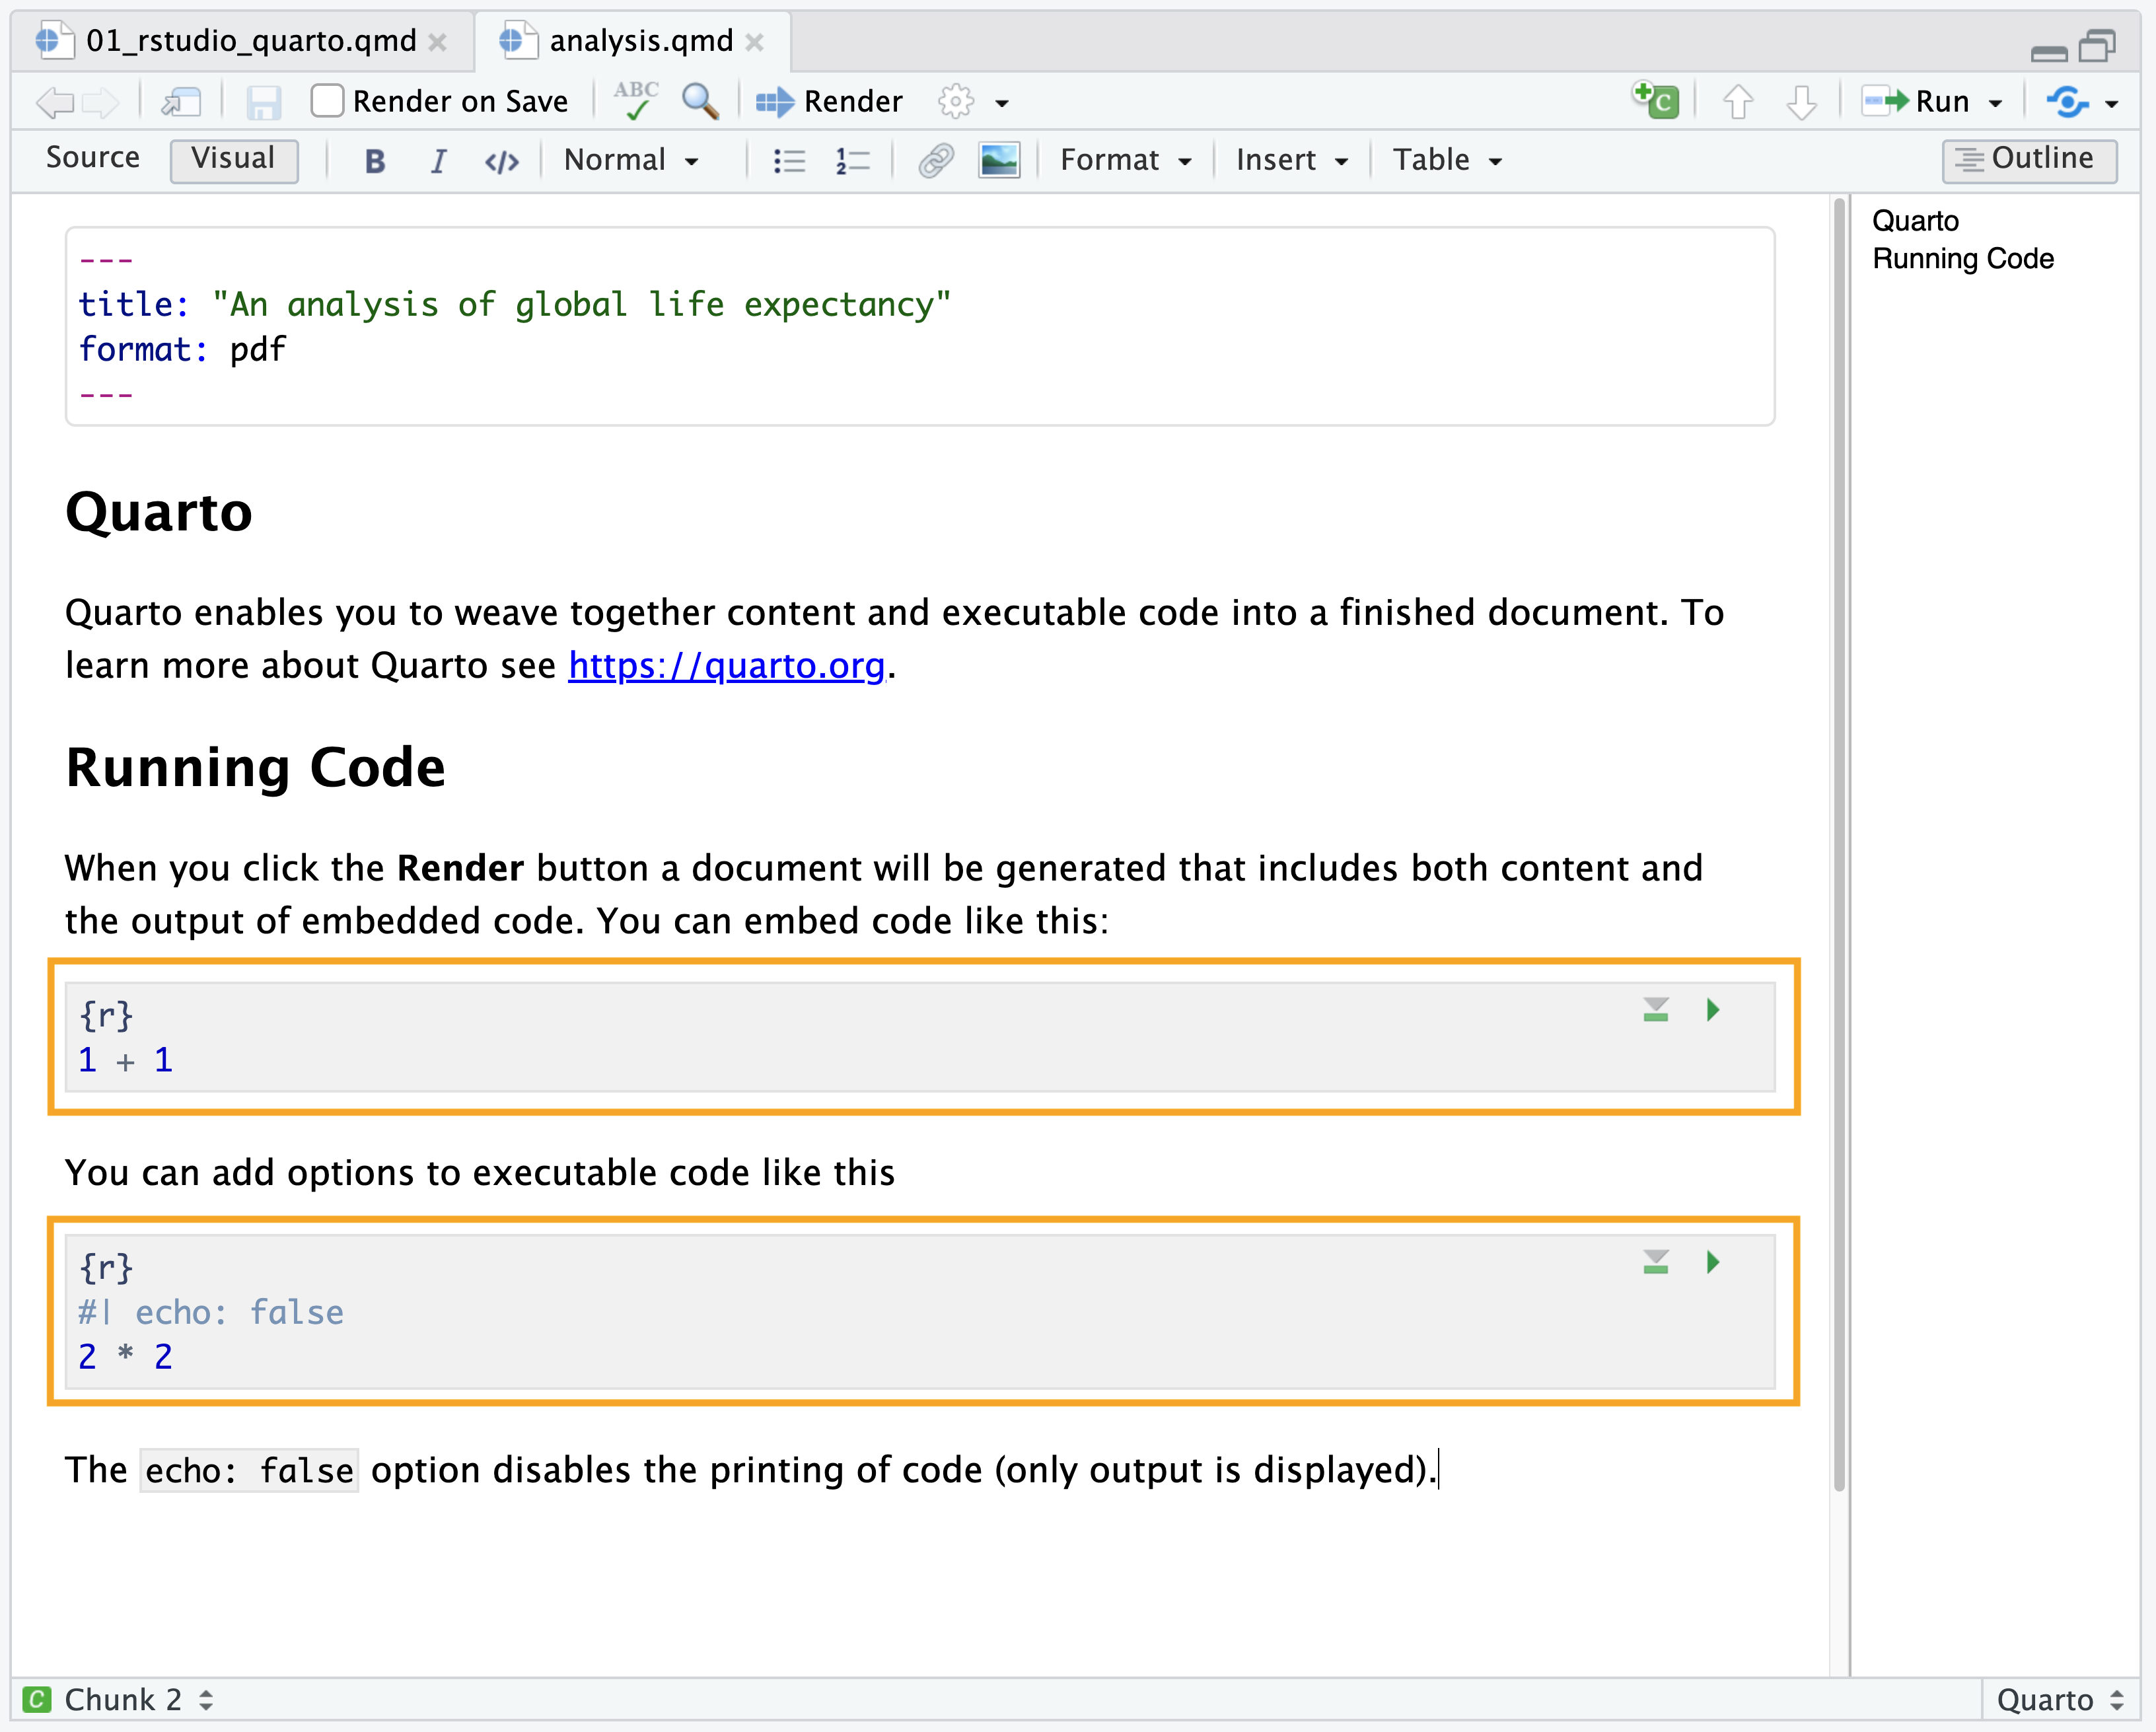 01_rstudio_quarto.qmd analysis.qmd
Render on Save ABC Render C Run
Source Visual B I </> Normal 1 2 Format Insert Table Outline
---
title: "An analysis of global life expectancy"
format: pdf
---
Quarto
Quarto enables you to weave together content and executable code into a finished document. To
learn more about Quarto see https://quarto.org.
Running Code
When you click the Render button a document will be generated that includes both content and
the output of embedded code. You can embed code like this:
{r}
1 + 1
You can add options to executable code like this
{r}
#| echo: false
2 * 2
The echo: false option disables the printing of code (only output is displayed).
Quarto
Running Code
C Chunk 2 Quarto